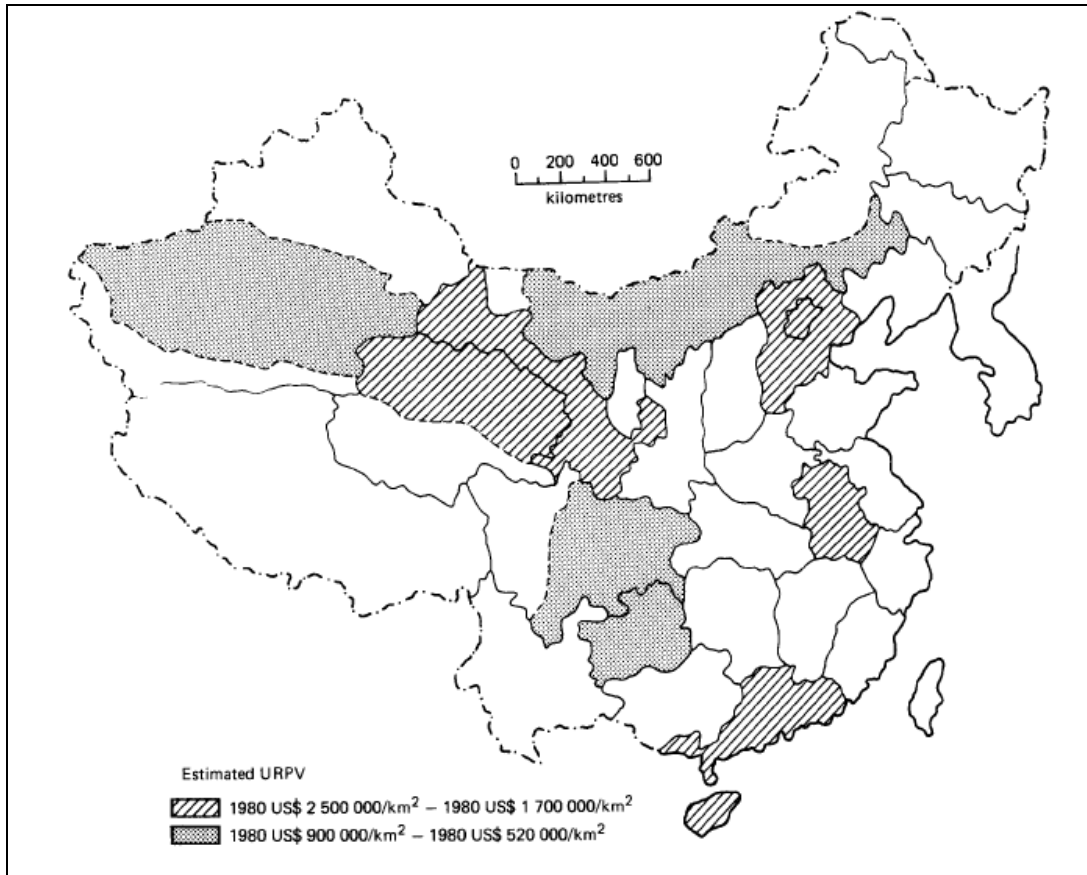 0 200 400 600
kilometres
Estimated URPV
1980 US$ 2 500 000/km² – 1980 US$ 1 700 000/km²
1980 US$ 900 000/km² – 1980 US$ 520 000/km²